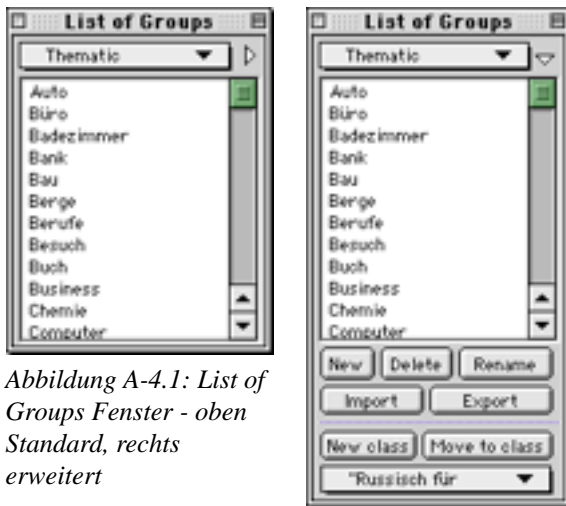 List of Groups
Thematic
Auto
Büro
Badezimmer
Bank
Bau
Berge
Berufe
Besuch
Buch
Business
Chemie
Computer
Abbildung A-4.1: List of
Groups Fenster - oben
Standard, rechts
erweitert
List of Groups
Thematic
Auto
Büro
Badezimmer
Bank
Bau
Berge
Berufe
Besuch
Buch
Business
Chemie
Computer
New Delete Rename
Import Export
New class Move to class
"Russisch für